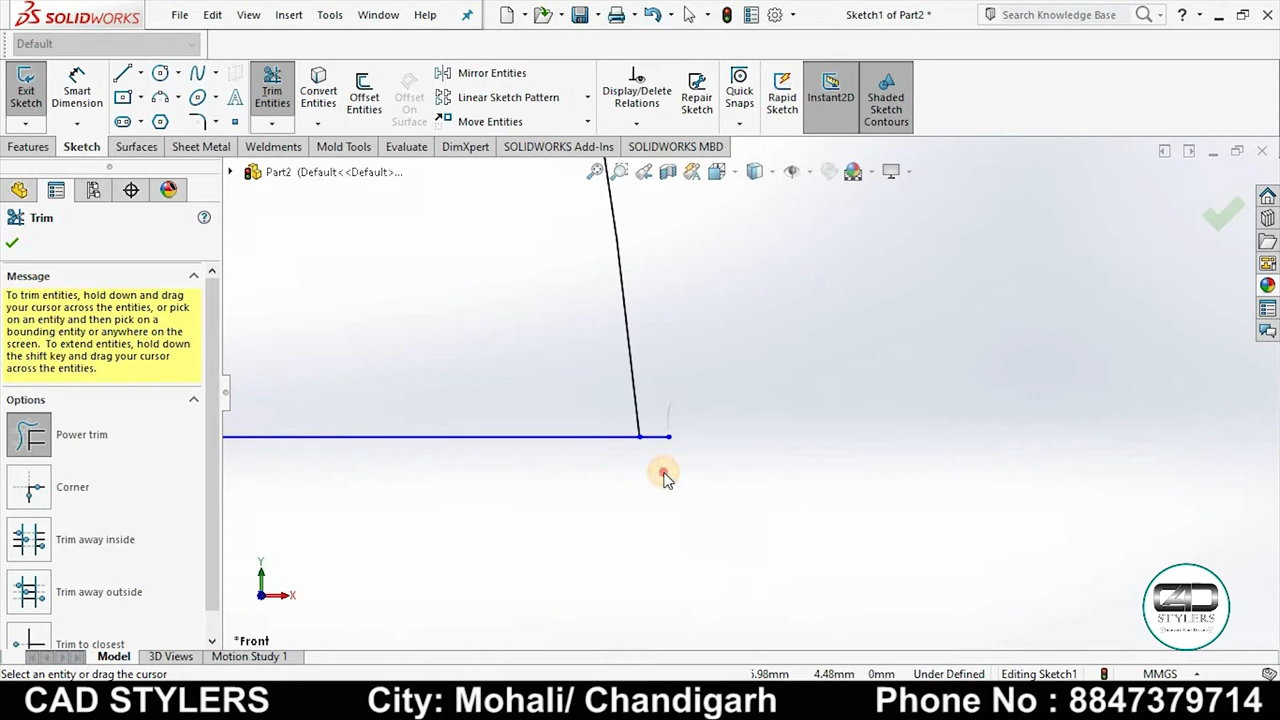 SOLIDWORKS
File Edit View Insert Tools Window Help
Sketch1 of Part2 *
Search Knowledge Base
?
Default
Exit Sketch
Smart Dimension
Trim Entities
Convert Entities
Offset Entities
Offset On Surface
Mirror Entities
Linear Sketch Pattern
Move Entities
Display/Delete Relations
Repair Sketch
Quick Snaps
Rapid Sketch
Instant2D
Shaded Sketch Contours
Features Sketch Surfaces Sheet Metal Weldments Mold Tools Evaluate DimXpert SOLIDWORKS Add-Ins SOLIDWORKS MBD
Part2 (Default<<Default>...
Trim
?
Message
To trim entities, hold down and drag
your cursor across the entities, or pick
on an entity and then pick on a
bounding entity or anywhere on the
screen. To extend entities, hold down
the shift key and drag your cursor
across the entities.
Options
Power trim
Corner
Trim away inside
Trim away outside
Trim to closest
Y
X
*Front
STYLERS
Model 3D Views Motion Study 1
Select an entity or drag the cursor
4.48mm 0mm Under Defined Editing Sketch1 MMGS
CAD STYLERS City: Mohali/ Chandigarh Phone No : 8847379714